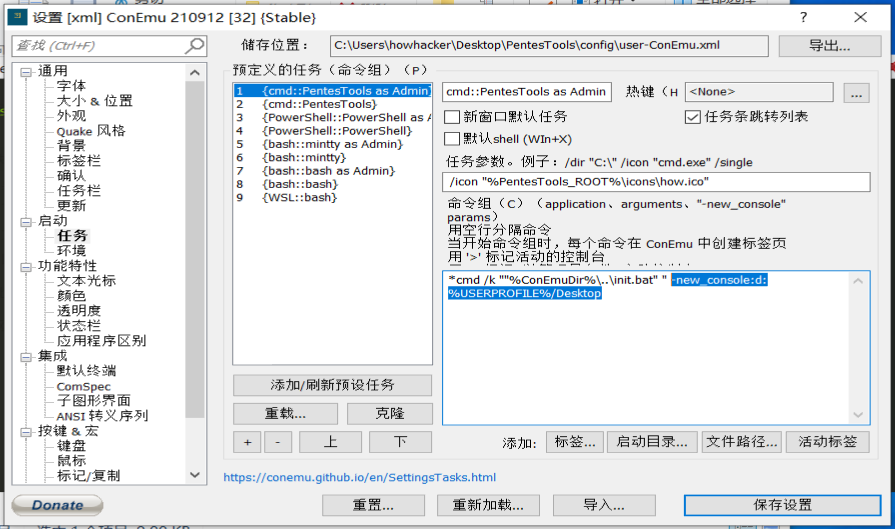 设置 [xml] ConEmu 210912 [32] {Stable}
查找 (Ctrl+F)
储存位置：
C:\Users\howhacker\Desktop\PentesTools\config\user-ConEmu.xml
导出...
通用
字体
大小 & 位置
外观
Quake 风格
背景
标签栏
确认
任务栏
更新
启动
任务
环境
功能特性
文本光标
颜色
透明度
状态栏
应用程序区别
集成
默认终端
ComSpec
子图形界面
ANSI 转义序列
按键 & 宏
键盘
鼠标
标记/复制
预定义的任务（命令组）（P）
1 {cmd::PentesTools as Admin}
2 {cmd::PentesTools}
3 {PowerShell::PowerShell as A
4 {PowerShell::PowerShell}
5 {bash::mintty as Admin}
6 {bash::mintty}
7 {bash::bash as Admin}
8 {bash::bash}
9 {WSL::bash}
添加/刷新预设任务
重载...
克隆
+
-
上
下
cmd::PentesTools as Admin
热键（H
<None>
...
新窗口默认任务
任务条跳转列表
默认shell (WIn+X)
任务参数。例子：/dir "C:\" /icon "cmd.exe" /single
/icon "%PentesTools_ROOT%\icons\how.ico"
命令组（C）（application、arguments、"-new_console"
params）
用空行分隔命令
当开始命令组时，每个命令在 ConEmu 中创建标签页
用 '>' 标记活动的控制台
*cmd /k ""%ConEmuDir%\..\init.bat" " -new_console:d:
%USERPROFILE%/Desktop
添加:
标签...
启动目录...
文件路径...
活动标签
https://conemu.github.io/en/SettingsTasks.html
Donate
重置...
重新加载...
导入...
保存设置